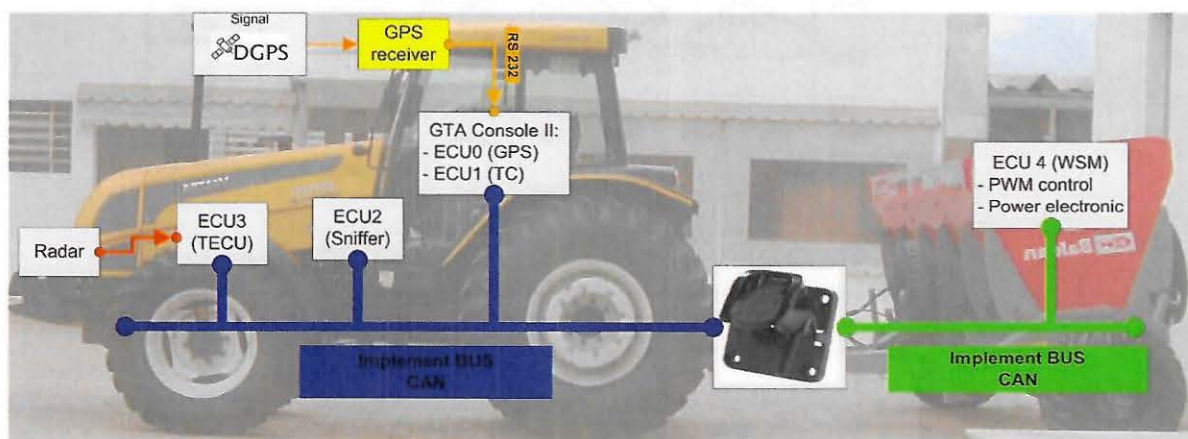 Signal
DGPS
GPS
receiver
RS 232
GTA Console II:
- ECU0 (GPS)
- ECU1 (TC)
ECU 4 (WSM)
- PWM control
- Power electronic
ECU3
(TECU)
ECU2
(Sniffer)
Radar
Baldan
Implement BUS
CAN
Implement BUS
CAN